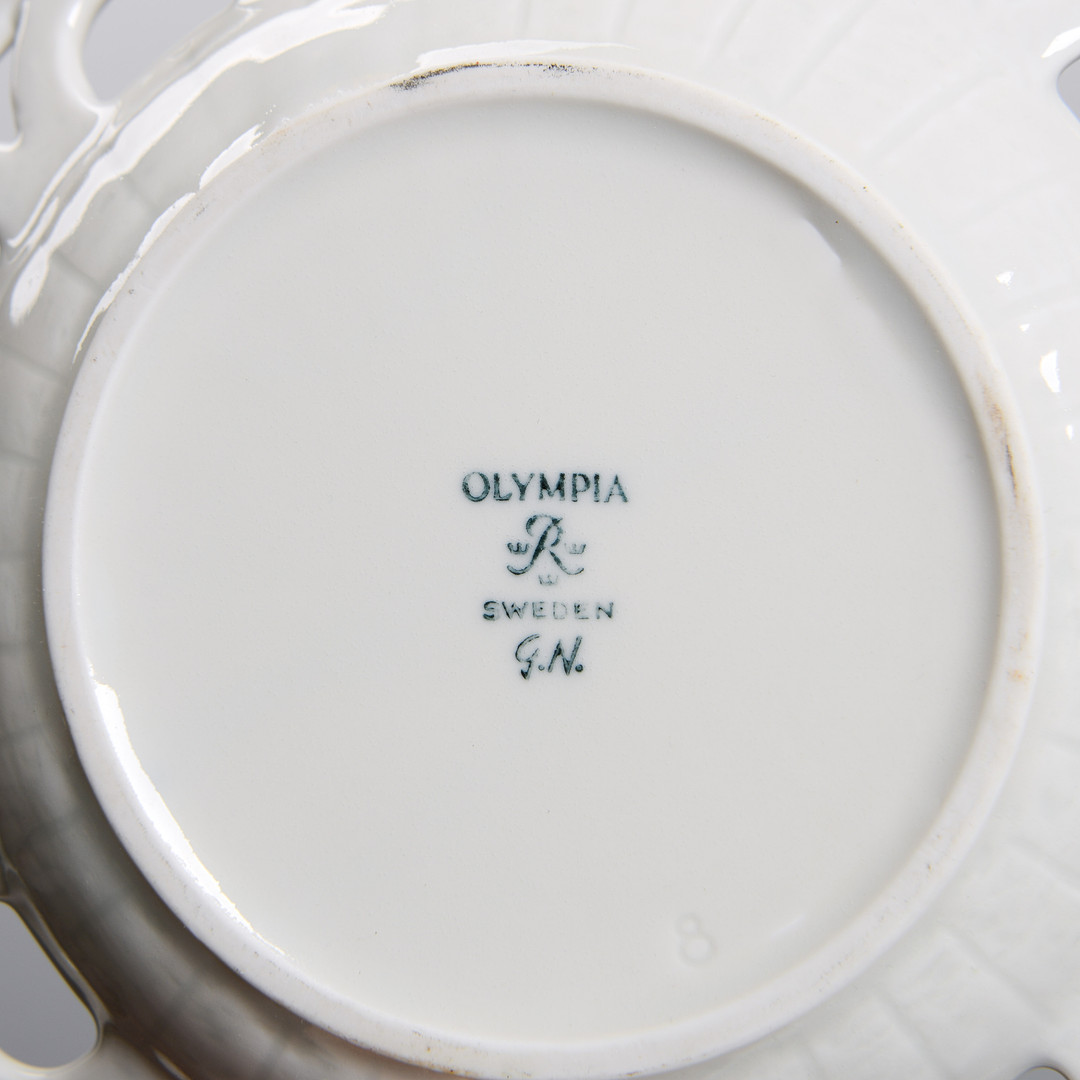 OLYMPIA
R
SWEDEN
G.N.
8